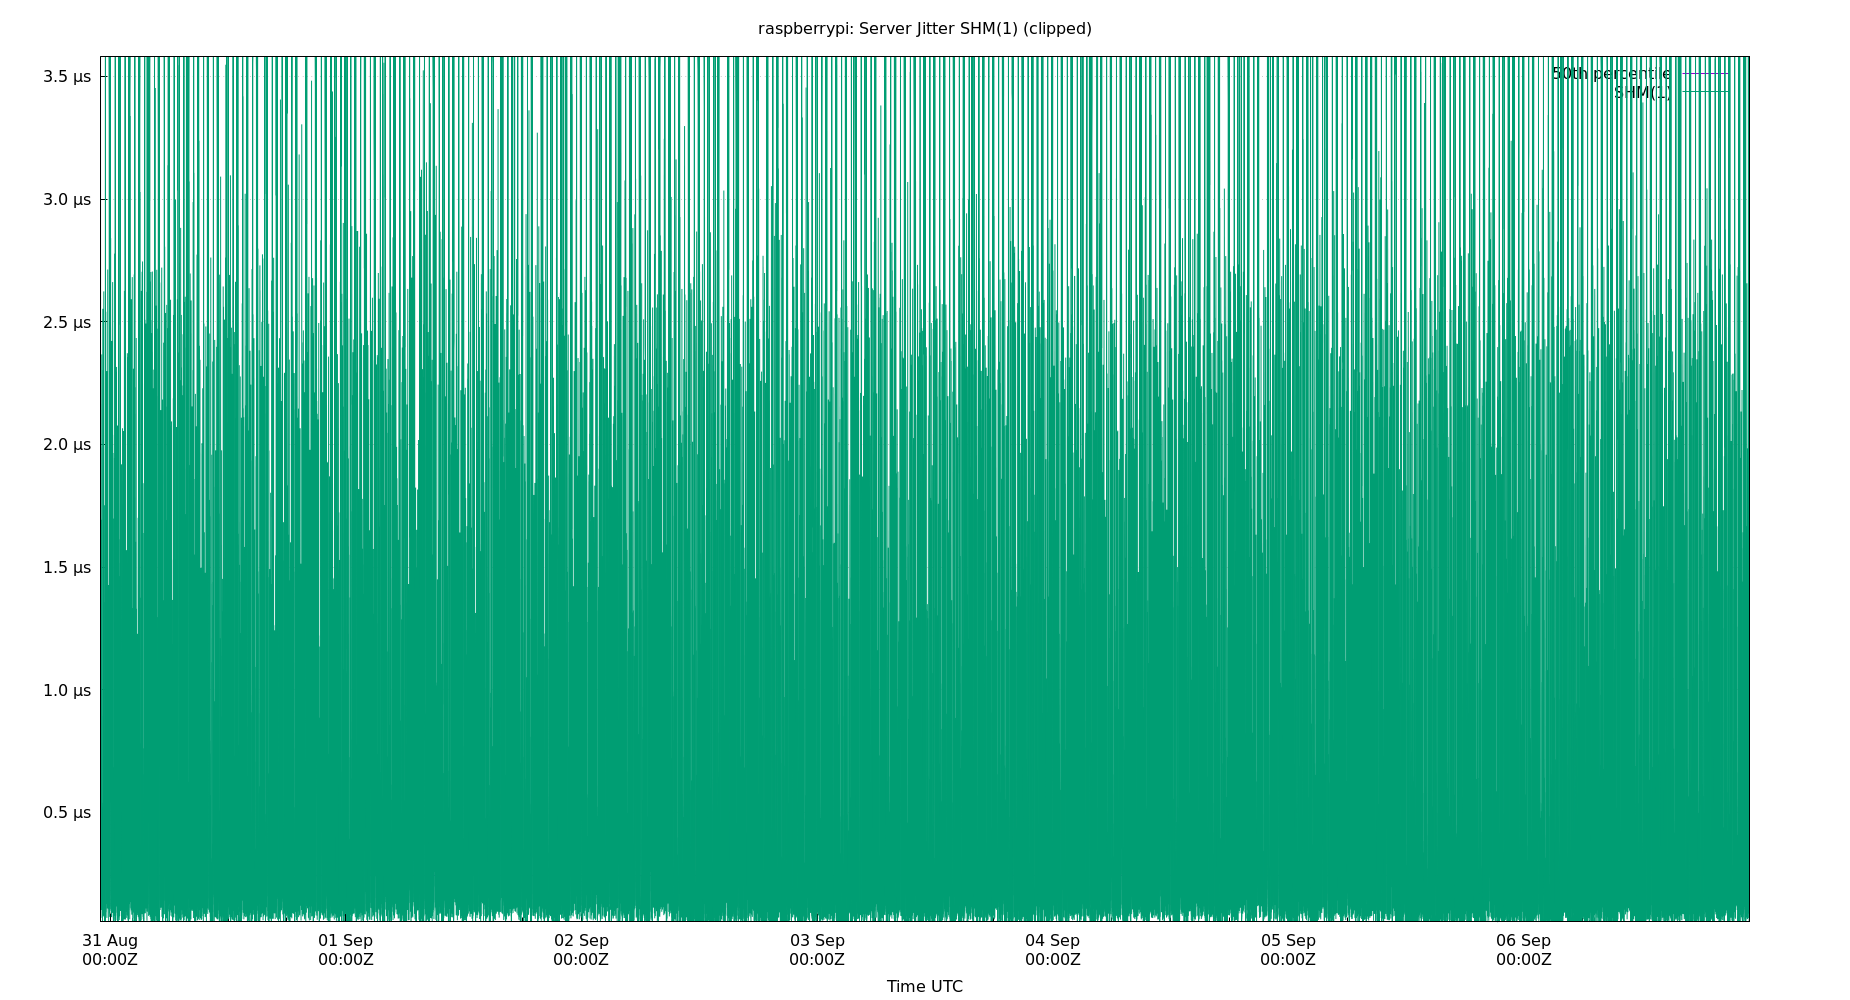 raspberrypi: Server Jitter SHM(1) (clipped)
50th percentile
SHM(1)
3.5 μs
3.0 μs
2.5 μs
2.0 μs
1.5 μs
1.0 μs
0.5 μs
31 Aug 01 Sep 02 Sep 03 Sep 04 Sep 05 Sep 06 Sep
00:00Z 00:00Z 00:00Z 00:00Z 00:00Z 00:00Z 00:00Z
Time UTC